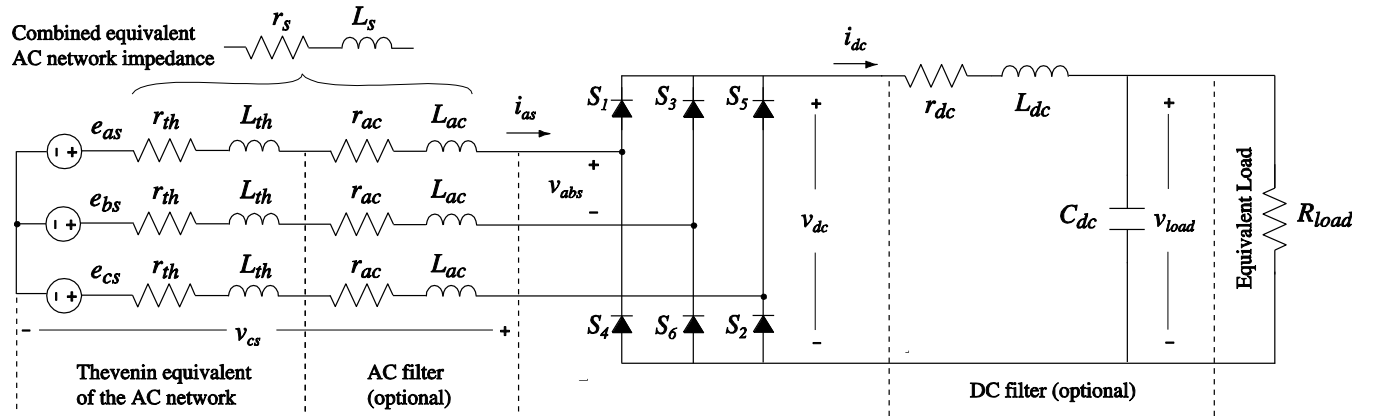 r_s L_s
Combined equivalent
AC network impedance
i_dc
e_as r_th L_th r_ac L_ac i_as S_1 S_3 S_5 + r_dc L_dc +
- + + v_abs -
e_bs r_th L_th r_ac L_ac
- + v_dc C_dc v_load Equivalent Load R_load
e_cs r_th L_th r_ac L_ac
- + S_4 S_6 S_2
- v_cs + - -
Thevenin equivalent
of the AC network
AC filter
(optional)
DC filter (optional)